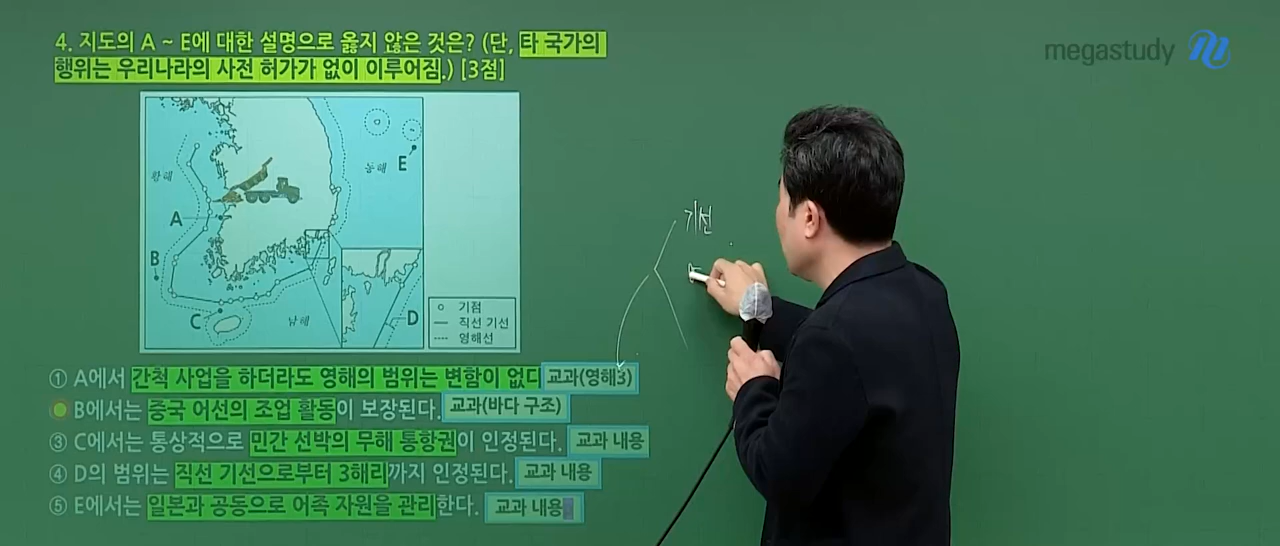 4. 지도의 A ~ E에 대한 설명으로 옳지 않은 것은? (단, 타 국가의
행위는 우리나라의 사전 허가가 없이 이루어짐.) [3점]
megastudy
황해
동해
E
A
B
C
남해
D
기점
직선 기선
영해선
기선
① A에서 간척 사업을 하더라도 영해의 범위는 변함이 없다 교과(영해3)
B에서는 중국 어선의 조업 활동이 보장된다. 교과(바다 구조)
③ C에서는 통상적으로 민간 선박의 무해 통항권이 인정된다. 교과 내용
④ D의 범위는 직선 기선으로부터 3해리까지 인정된다. 교과 내용
⑤ E에서는 일본과 공동으로 어족 자원을 관리한다. 교과 내용